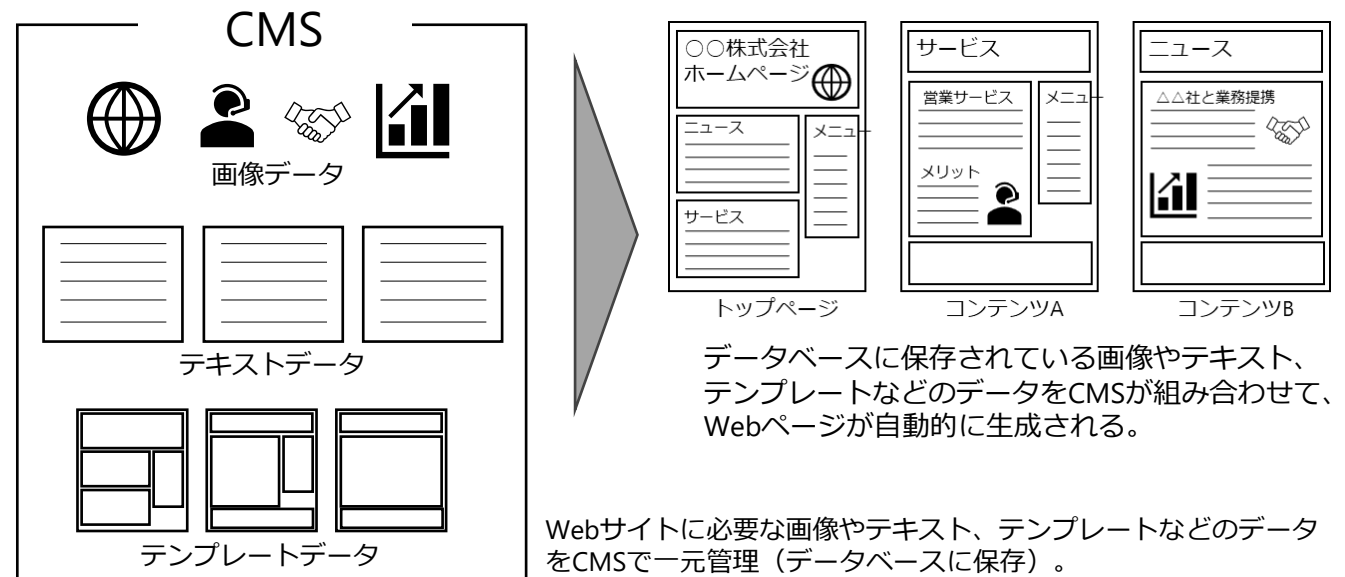 CMS
画像データ
テキストデータ
テンプレートデータ
○○株式会社
ホームページ
ニュース
メニュー
サービス
トップページ
サービス
営業サービス
メニュー
メリット
コンテンツA
ニュース
△△社と業務提携
コンテンツB
データベースに保存されている画像やテキスト、
テンプレートなどのデータをCMSが組み合わせて、
Webページが自動的に生成される。
Webサイトに必要な画像やテキスト、テンプレートなどのデータ
をCMSで一元管理（データベースに保存）。